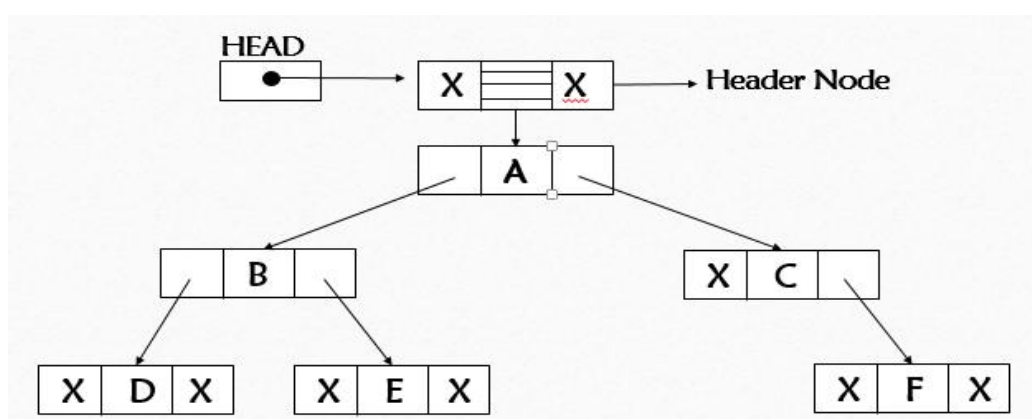 HEAD
X X Header Node
A
B
X C
X D X X E X X F X